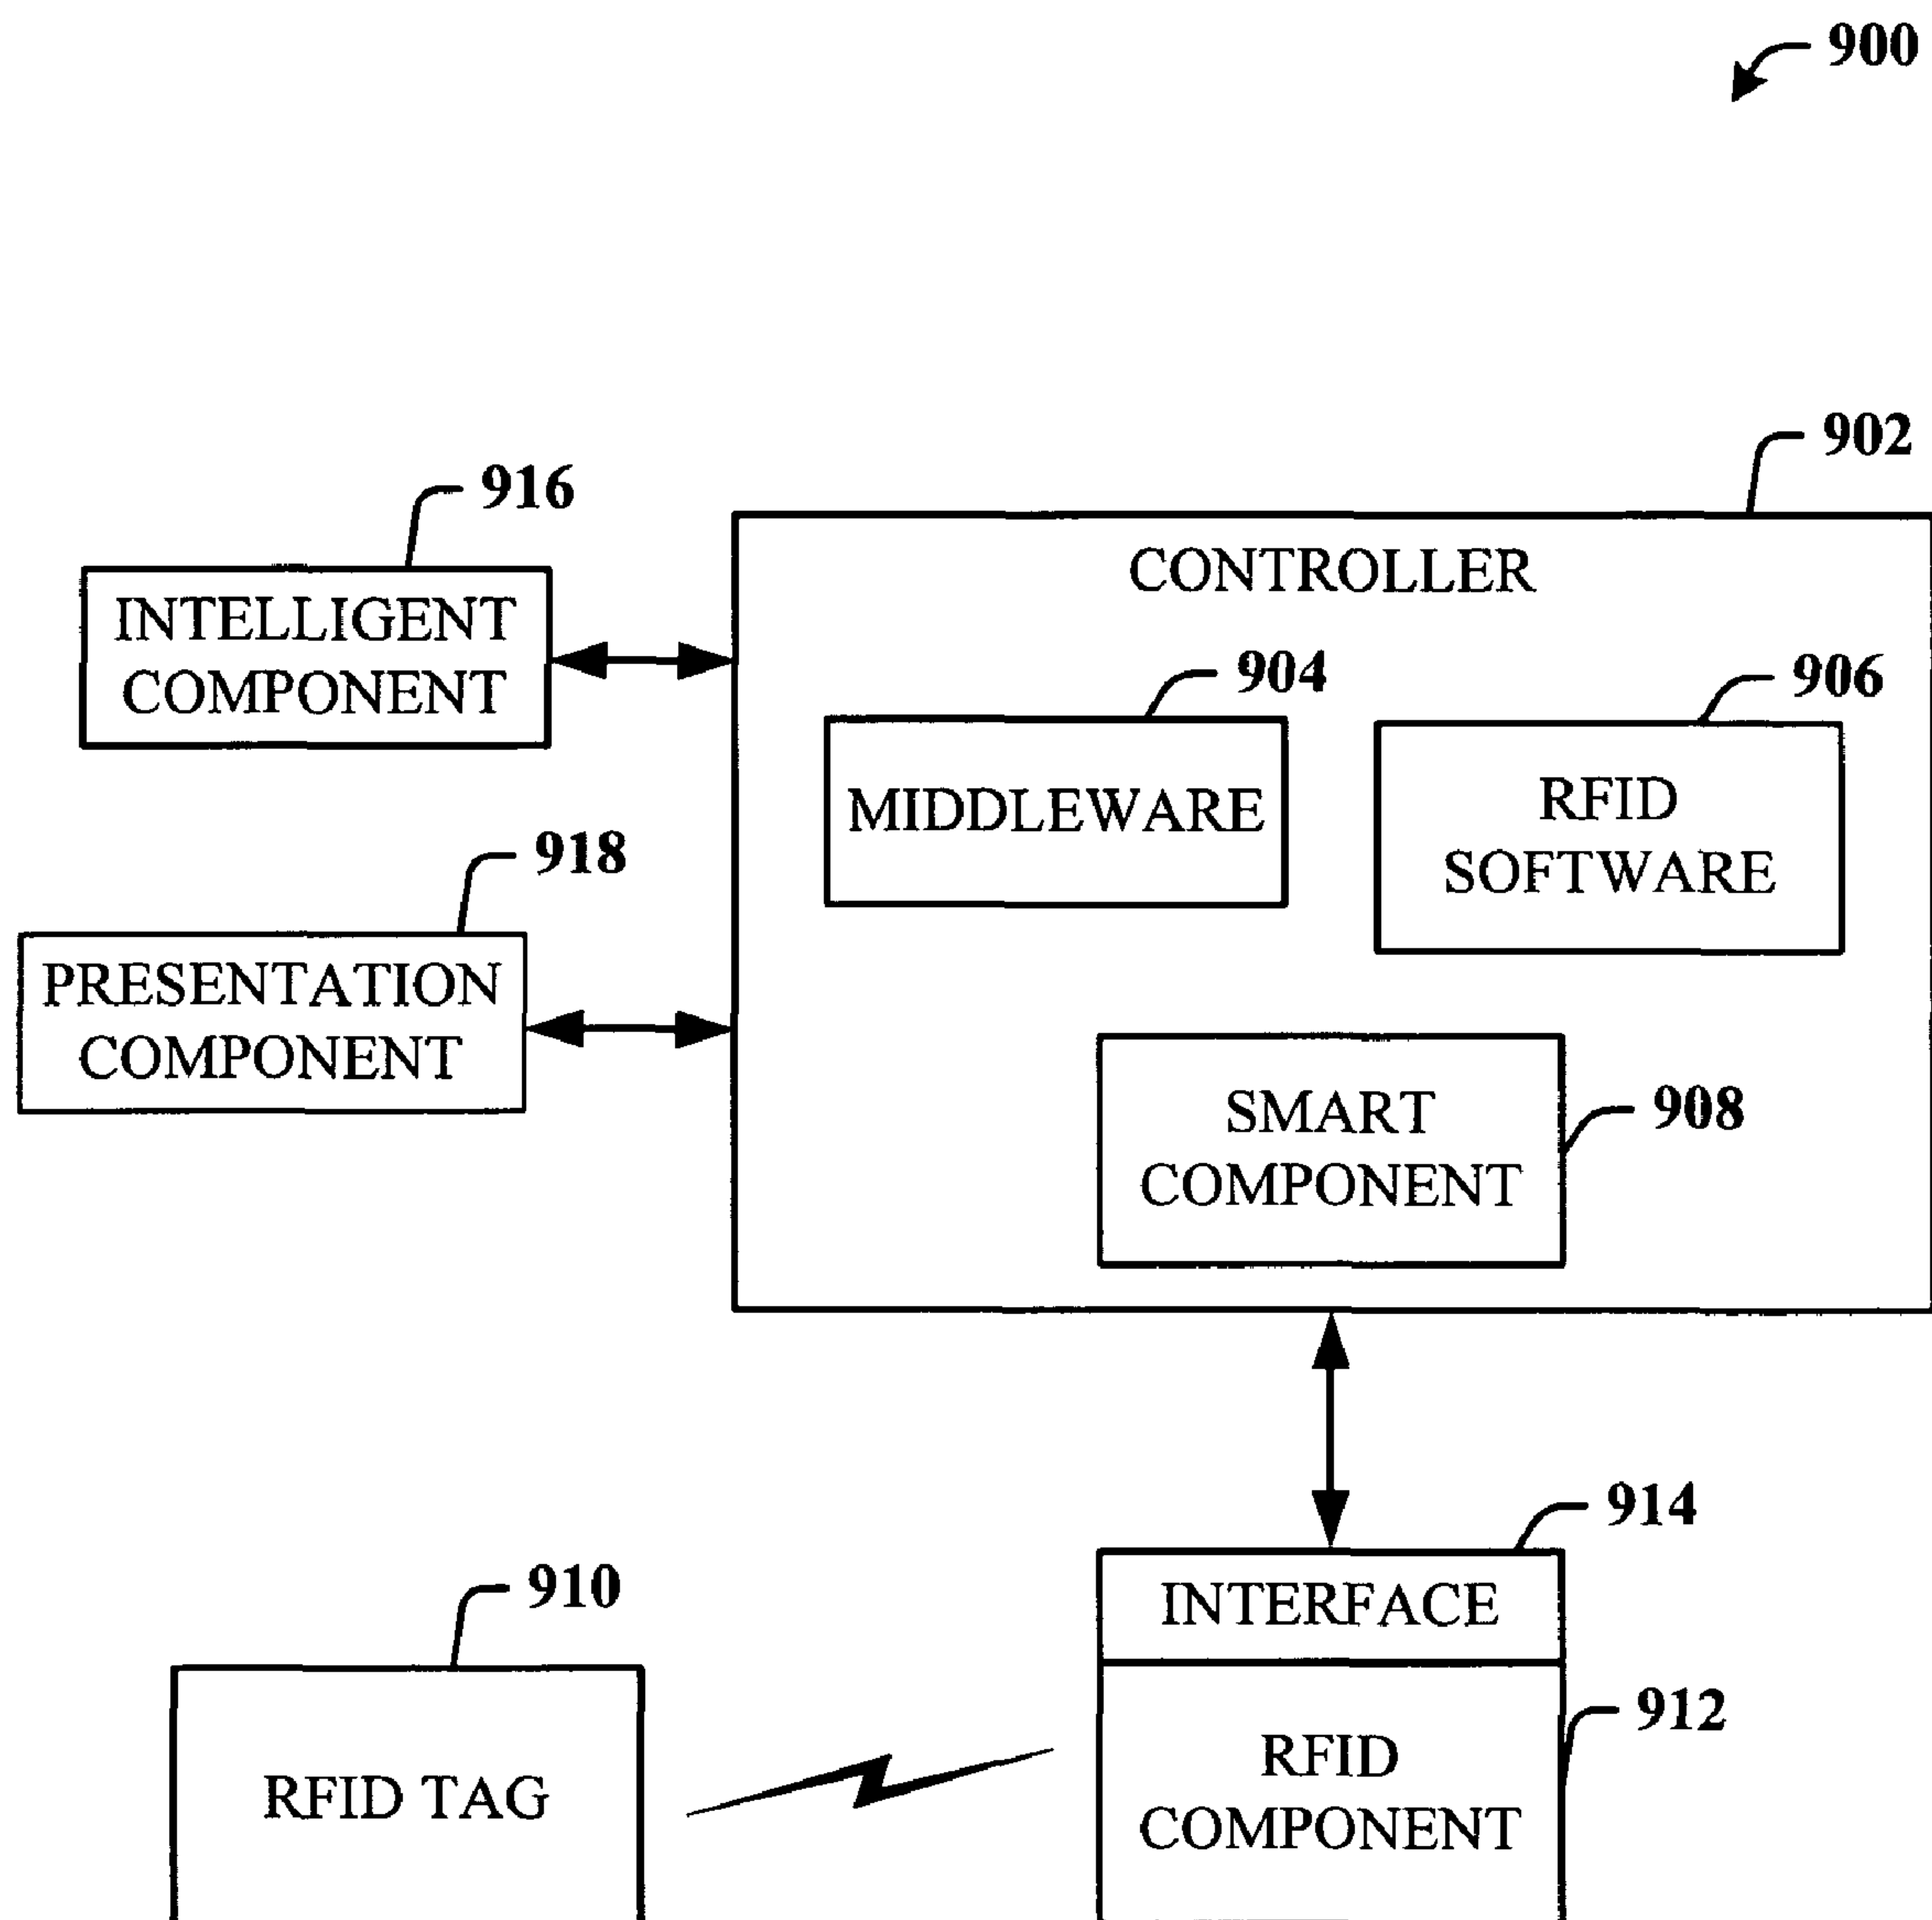 900
902
916
CONTROLLER
INTELLIGENT
COMPONENT
904
906
MIDDLEWARE
RFID
SOFTWARE
918
PRESENTATION
COMPONENT
SMART
COMPONENT
908
914
910
INTERFACE
912
RFID TAG
RFID
COMPONENT